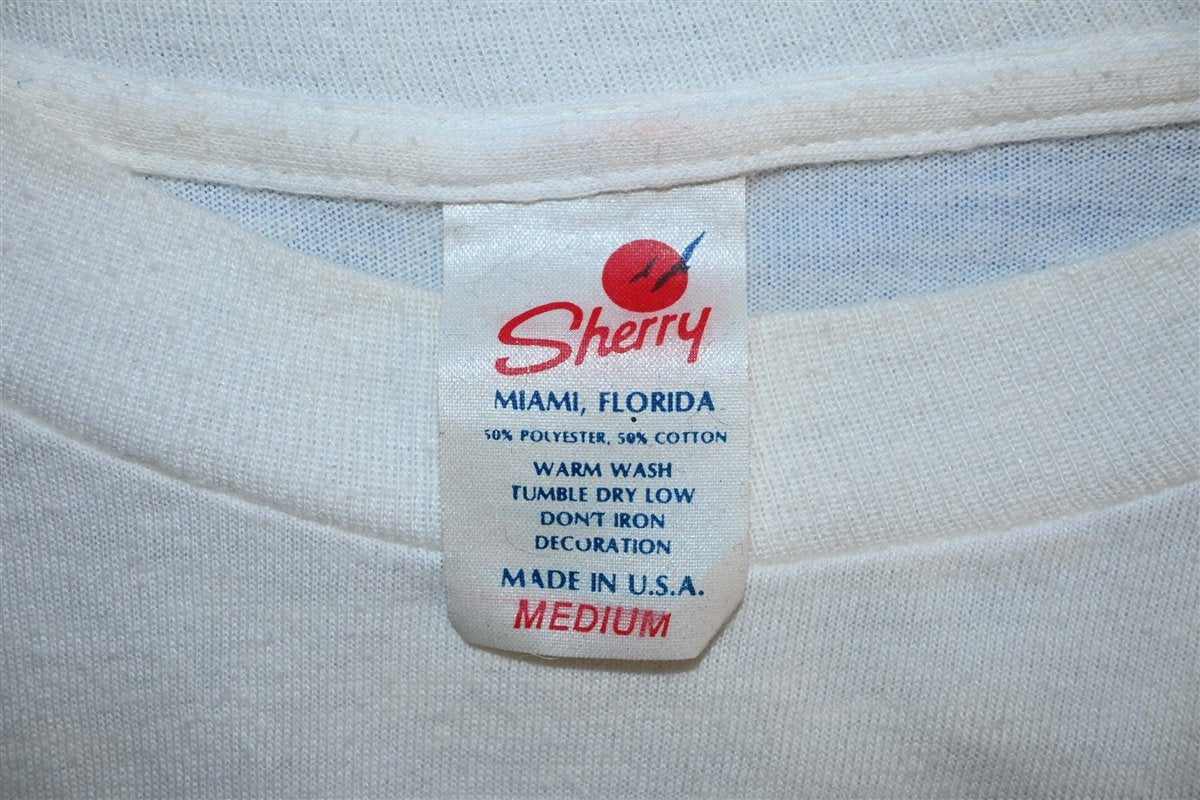 Sherry
MIAMI, FLORIDA
50% POLYESTER, 50% COTTON
WARM WASH
TUMBLE DRY LOW
DON'T IRON
DECORATION
MADE IN U.S.A.
MEDIUM